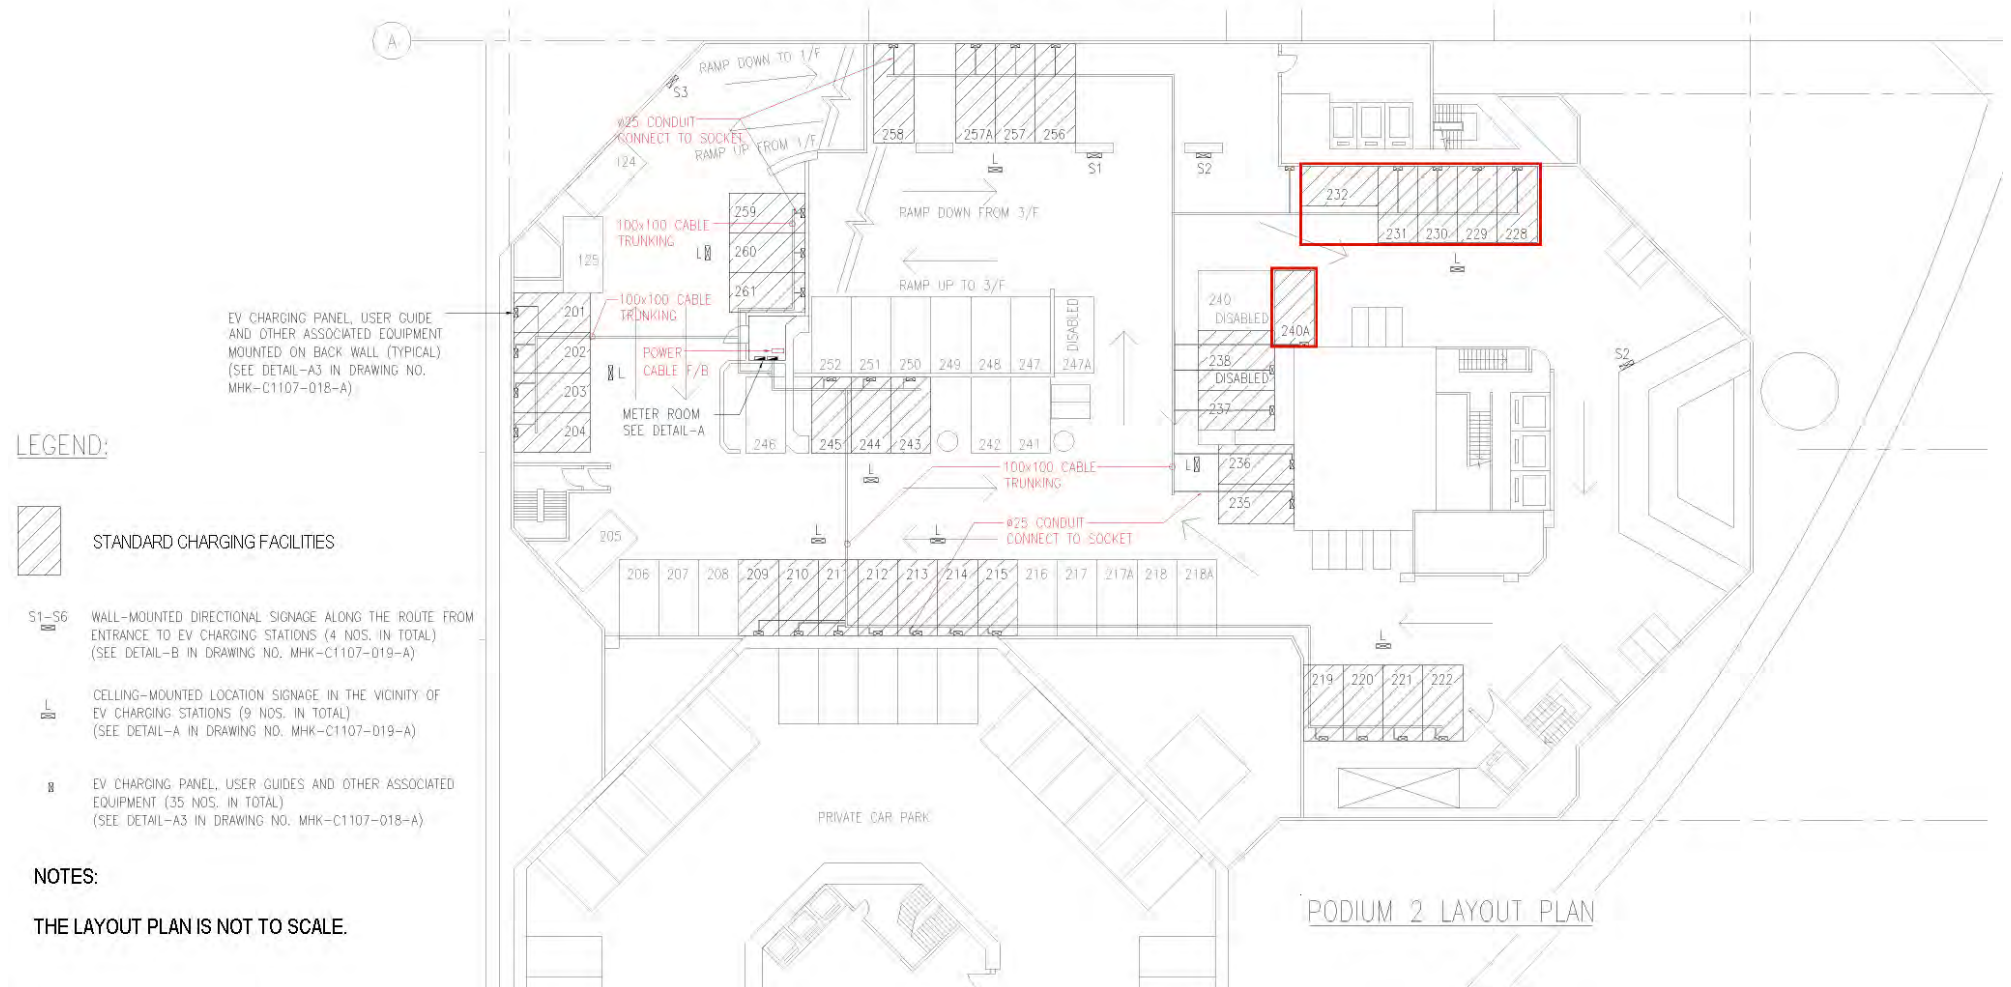 A
RAMP DOWN TO 1/F
S3
ø25 CONDUIT
CONNECT TO SOCKET
RAMP UP FROM 1/F
124
258
257A
257
256
L
S1
S2
259
260
261
L
100x100 CABLE
TRUNKING
125
RAMP DOWN FROM 3/F
RAMP UP TO 3/F
232
231
230
229
228
L
240
DISABLED
240A
238
DISABLED
237
236
235
L
S2
EV CHARGING PANEL, USER GUIDE
AND OTHER ASSOCIATED EQUIPMENT
MOUNTED ON BACK WALL (TYPICAL)
(SEE DETAIL-A3 IN DRAWING NO.
MHK-C1107-018-A)
201
202
203
204
100x100 CABLE
TRUNKING
L
POWER
CABLE F/B
METER ROOM
SEE DETAIL-A
252
251
250
249
248
247
247A
DISABLED
246
245
244
243
242
241
L
100x100 CABLE
TRUNKING
ø25 CONDUIT
CONNECT TO SOCKET
L
L
205
206
207
208
209
210
211
212
213
214
215
216
217
217A
218
218A
L
219
220
221
222
LEGEND:
STANDARD CHARGING FACILITIES
S1-S6
WALL-MOUNTED DIRECTIONAL SIGNAGE ALONG THE ROUTE FROM
ENTRANCE TO EV CHARGING STATIONS (4 NOS. IN TOTAL)
(SEE DETAIL-B IN DRAWING NO. MHK-C1107-019-A)
L
CELLING-MOUNTED LOCATION SIGNAGE IN THE VICINITY OF
EV CHARGING STATIONS (9 NOS. IN TOTAL)
(SEE DETAIL-A IN DRAWING NO. MHK-C1107-019-A)
EV CHARGING PANEL, USER GUIDES AND OTHER ASSOCIATED
EQUIPMENT (35 NOS. IN TOTAL)
(SEE DETAIL-A3 IN DRAWING NO. MHK-C1107-018-A)
NOTES:
THE LAYOUT PLAN IS NOT TO SCALE.
PRIVATE CAR PARK
PODIUM 2 LAYOUT PLAN